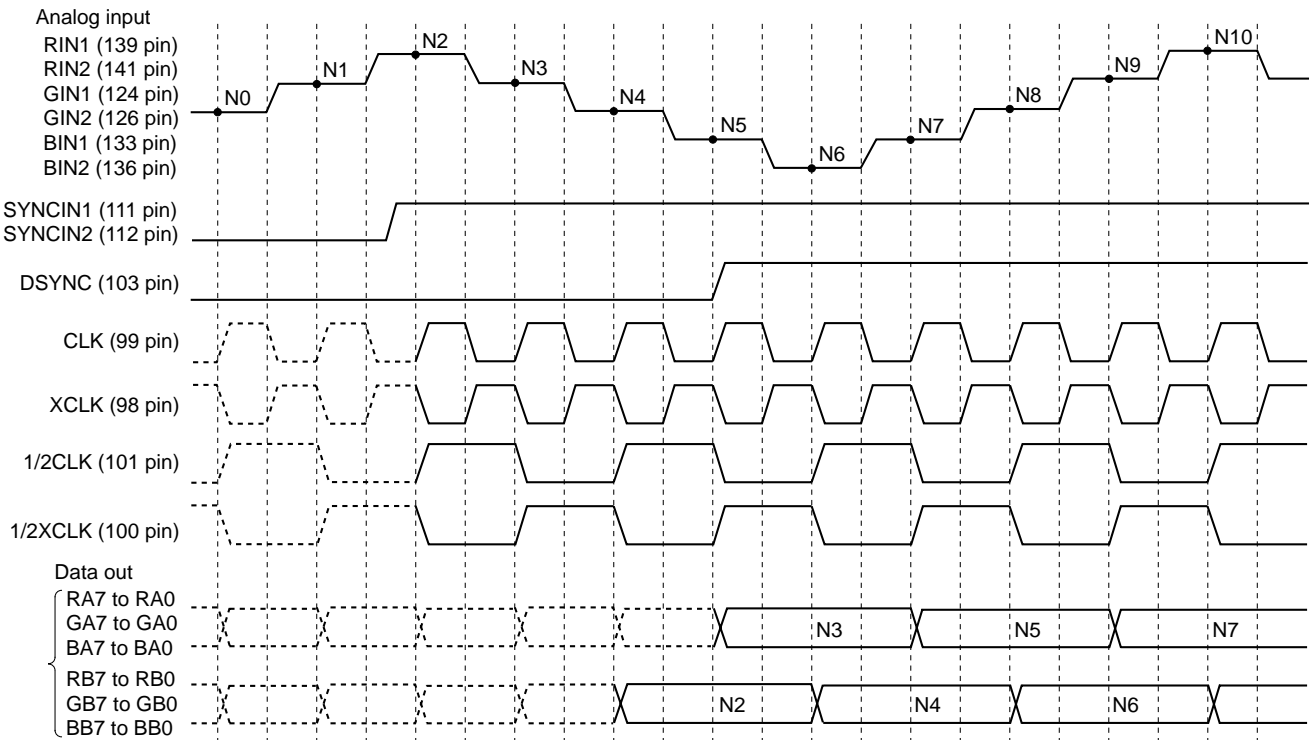 Analog input
RIN1 (139 pin)
RIN2 (141 pin)
GIN1 (124 pin)
GIN2 (126 pin)
BIN1 (133 pin)
BIN2 (136 pin)
N0
N1
N2
N3
N4
N5
N6
N7
N8
N9
N10
SYNCIN1 (111 pin)
SYNCIN2 (112 pin)
DSYNC (103 pin)
CLK (99 pin)
XCLK (98 pin)
1/2CLK (101 pin)
1/2XCLK (100 pin)
Data out
RA7 to RA0
GA7 to GA0
BA7 to BA0
N3 N5 N7
RB7 to RB0
GB7 to GB0
BB7 to BB0
N2 N4 N6